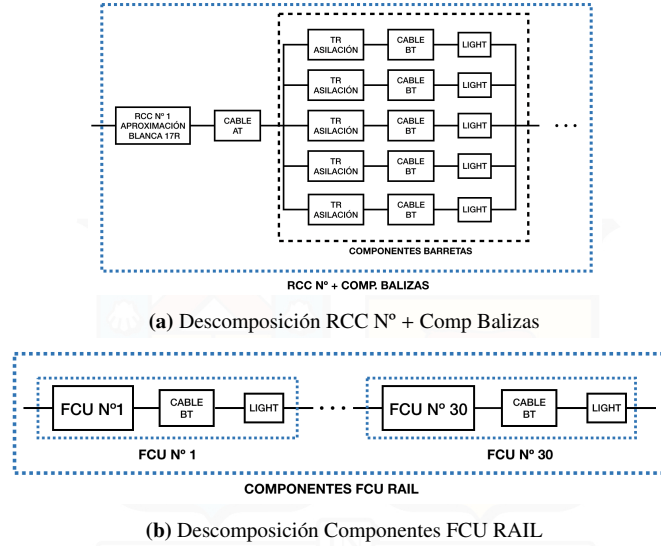 TR
ASILACIÓN
CABLE
BT
LIGHT
TR
ASILACIÓN
CABLE
BT
LIGHT
RCC Nº 1
APROXIMACIÓN
BLANCA 17R
CABLE
AT
TR
ASILACIÓN
CABLE
BT
LIGHT
TR
ASILACIÓN
CABLE
BT
LIGHT
TR
ASILACIÓN
CABLE
BT
LIGHT
COMPONENTES BARRETAS
RCC Nº + COMP. BALIZAS
(a) Descomposición RCC Nº + Comp Balizas
FCU Nº1
CABLE
BT
LIGHT
FCU Nº 30
CABLE
BT
LIGHT
FCU Nº 1
FCU Nº 30
COMPONENTES FCU RAIL
(b) Descomposición Componentes FCU RAIL